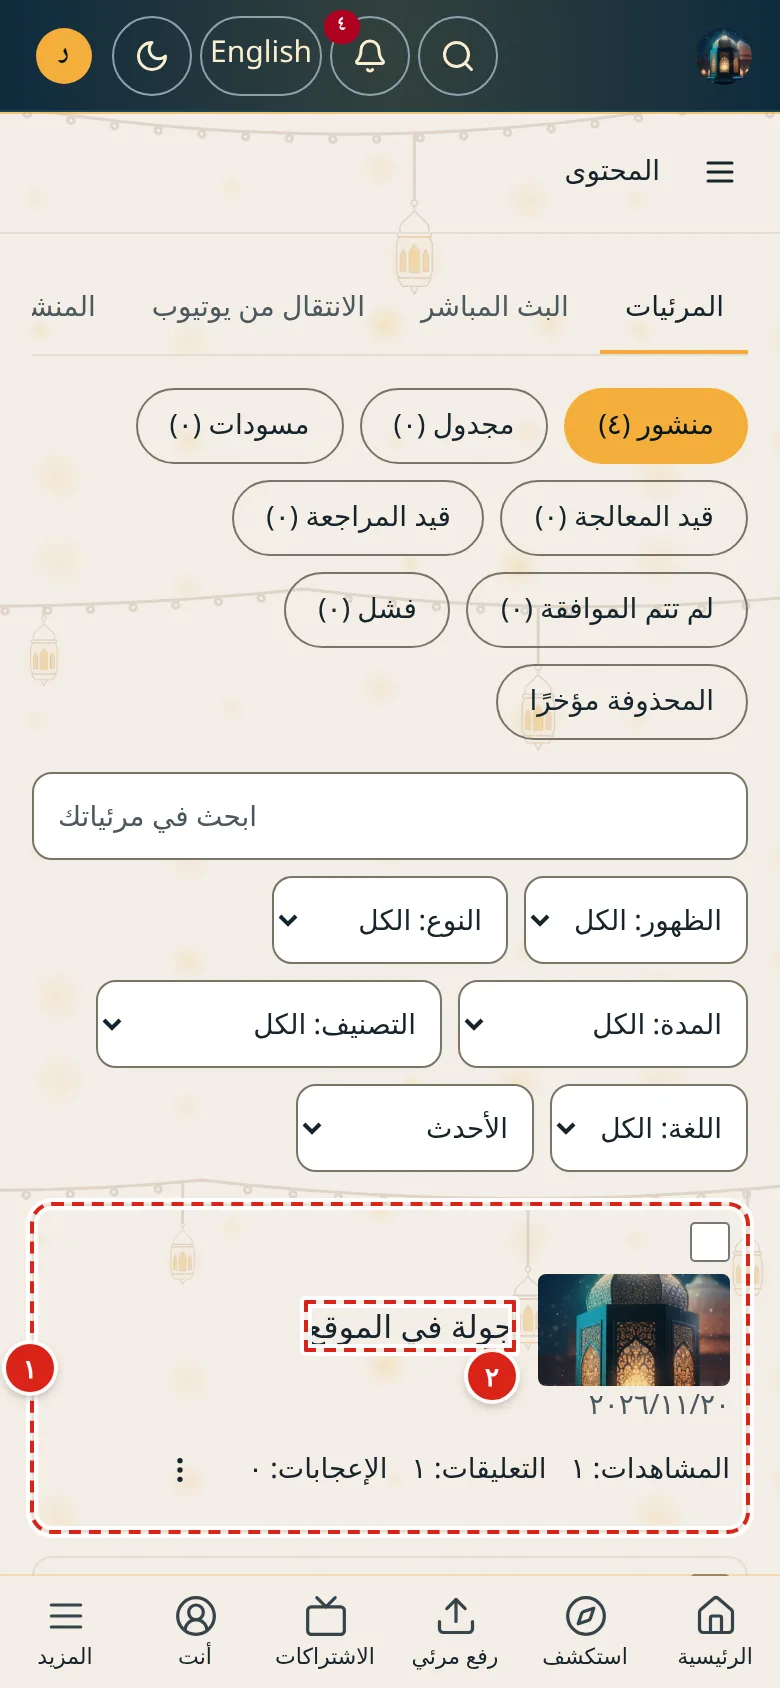 ر
English
٤
المحتوى
المرئيات
البث المباشر
الانتقال من يوتيوب
المنش
منشور (٤)
مجدول (٠)
مسودات (٠)
قيد المعالجة (٠)
قيد المراجعة (٠)
لم تتم الموافقة (٠)
فشل (٠)
المحذوفة مؤخرًا
ابحث في مرئياتك
الظهور: الكل
النوع: الكل
المدة: الكل
التصنيف: الكل
اللغة: الكل
الأحدث
جولة في الموقع
١
٢
٢٠٢٦/١١/٢٠
المشاهدات: ١ التعليقات: ١ الإعجابات: ٠
الرئيسية
استكشف
رفع مرئي
الاشتراكات
أنت
المزيد